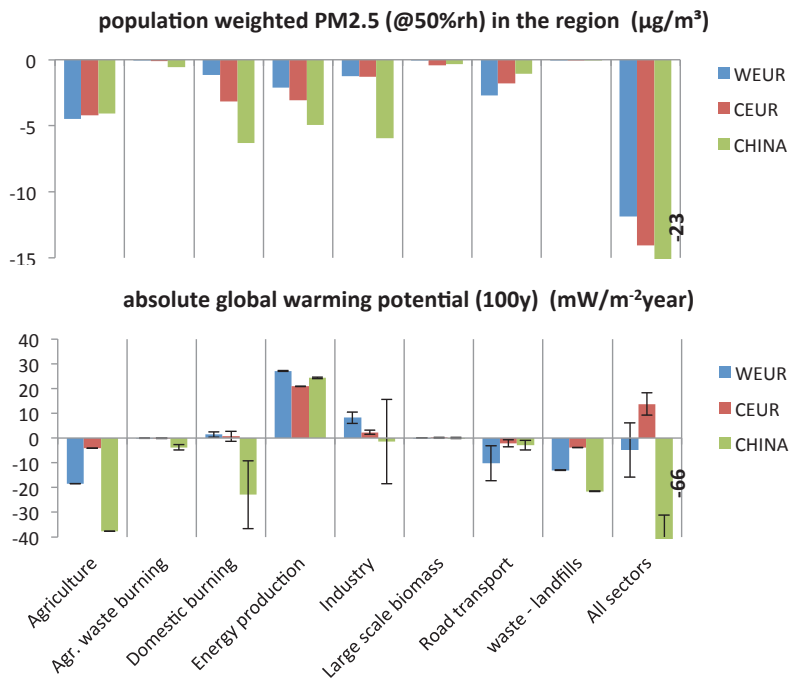 population weighted PM2.5 (@50%rh) in the region (µg/m³)
0
-5
-10
-15
-23
WEUR
CEUR
CHINA
absolute global warming potential (100y) (mW/m⁻²year)
40
30
20
10
0
-10
-20
-30
-40
-66
WEUR
CEUR
CHINA
Agriculture
Agr. waste burning
Domestic burning
Energy production
Industry
Large scale biomass
Road transport
waste - landfills
All sectors